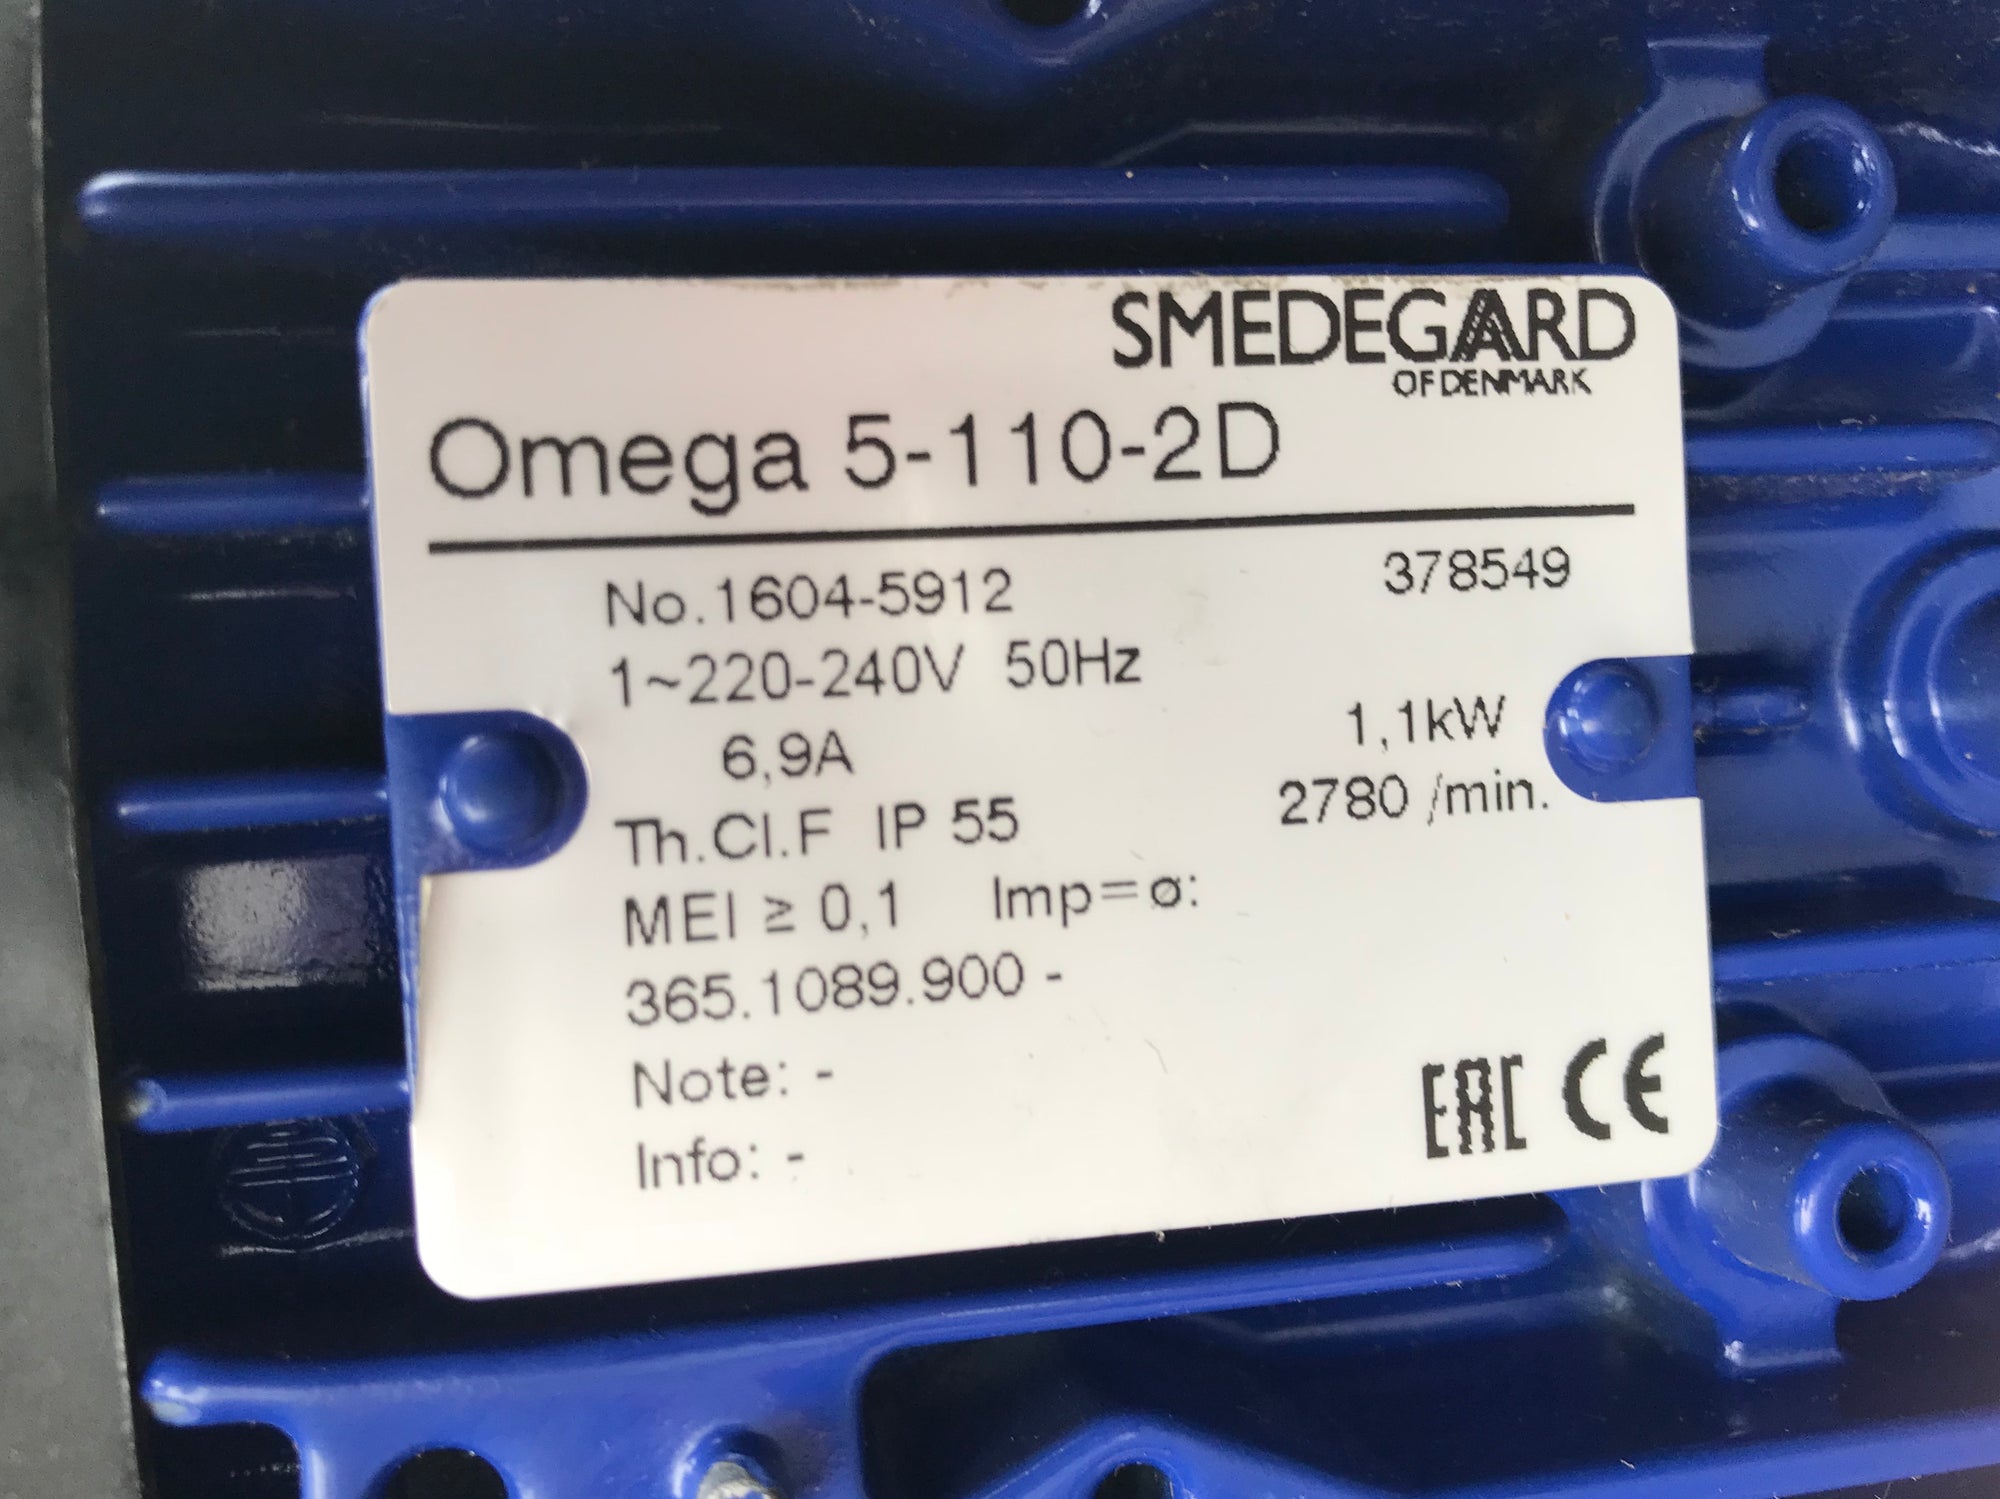 SMEDEGAARD
OF DENMARK
Omega 5-110-2D
No.1604-5912 378549
1~220-240V 50Hz
6,9A 1,1kW
Th.Cl.F IP 55 2780 /min.
MEI ≥ 0,1 Imp=ø:
365.1089.900 -
Note: -
Info: -
EAC CE